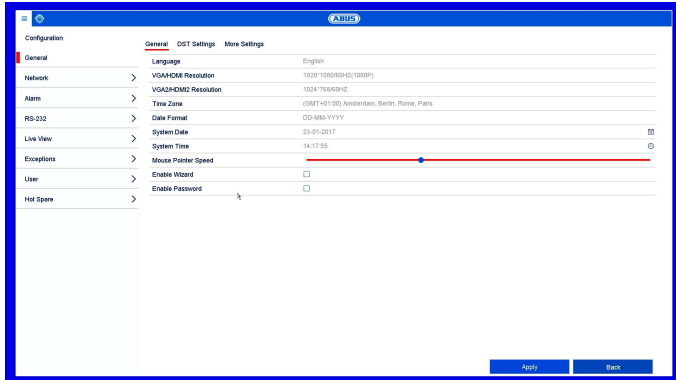 ABUS
Configuration
General
Network
Alarm
RS-232
Live View
Exceptions
User
Hot Spare
General DST Settings More Settings
Language English
VGA/HDMI Resolution 1920*1080/60HZ(1080P)
VGA2/HDMI2 Resolution 1024*768/60HZ
Time Zone (GMT+01:00) Amsterdam, Berlin, Rome, Paris
Date Format DD-MM-YYYY
System Date 23-01-2017
System Time 14:17:55
Mouse Pointer Speed
Enable Wizard
Enable Password
Apply Back